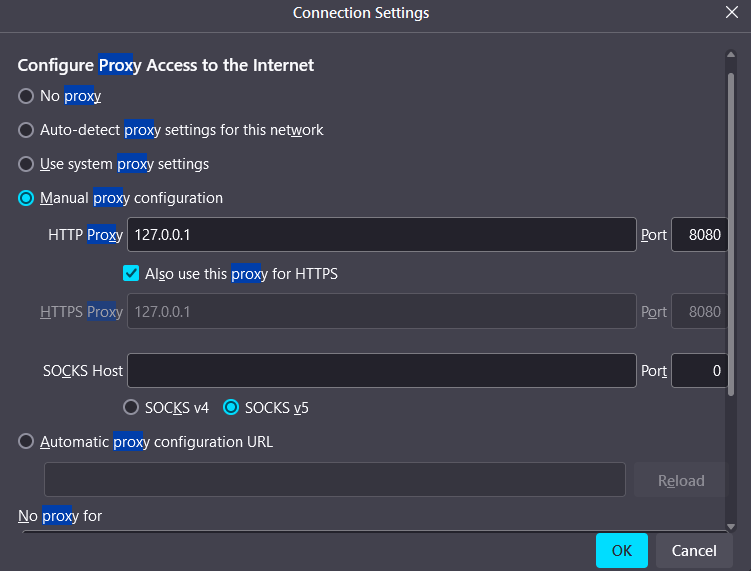 Connection Settings
Configure Proxy Access to the Internet
No proxy
Auto-detect proxy settings for this network
Use system proxy settings
Manual proxy configuration
HTTP Proxy 127.0.0.1 Port 8080
Also use this proxy for HTTPS
HTTPS Proxy 127.0.0.1 Port 8080
SOCKS Host Port 0
SOCKS v4 SOCKS v5
Automatic proxy configuration URL
Reload
No proxy for
OK Cancel